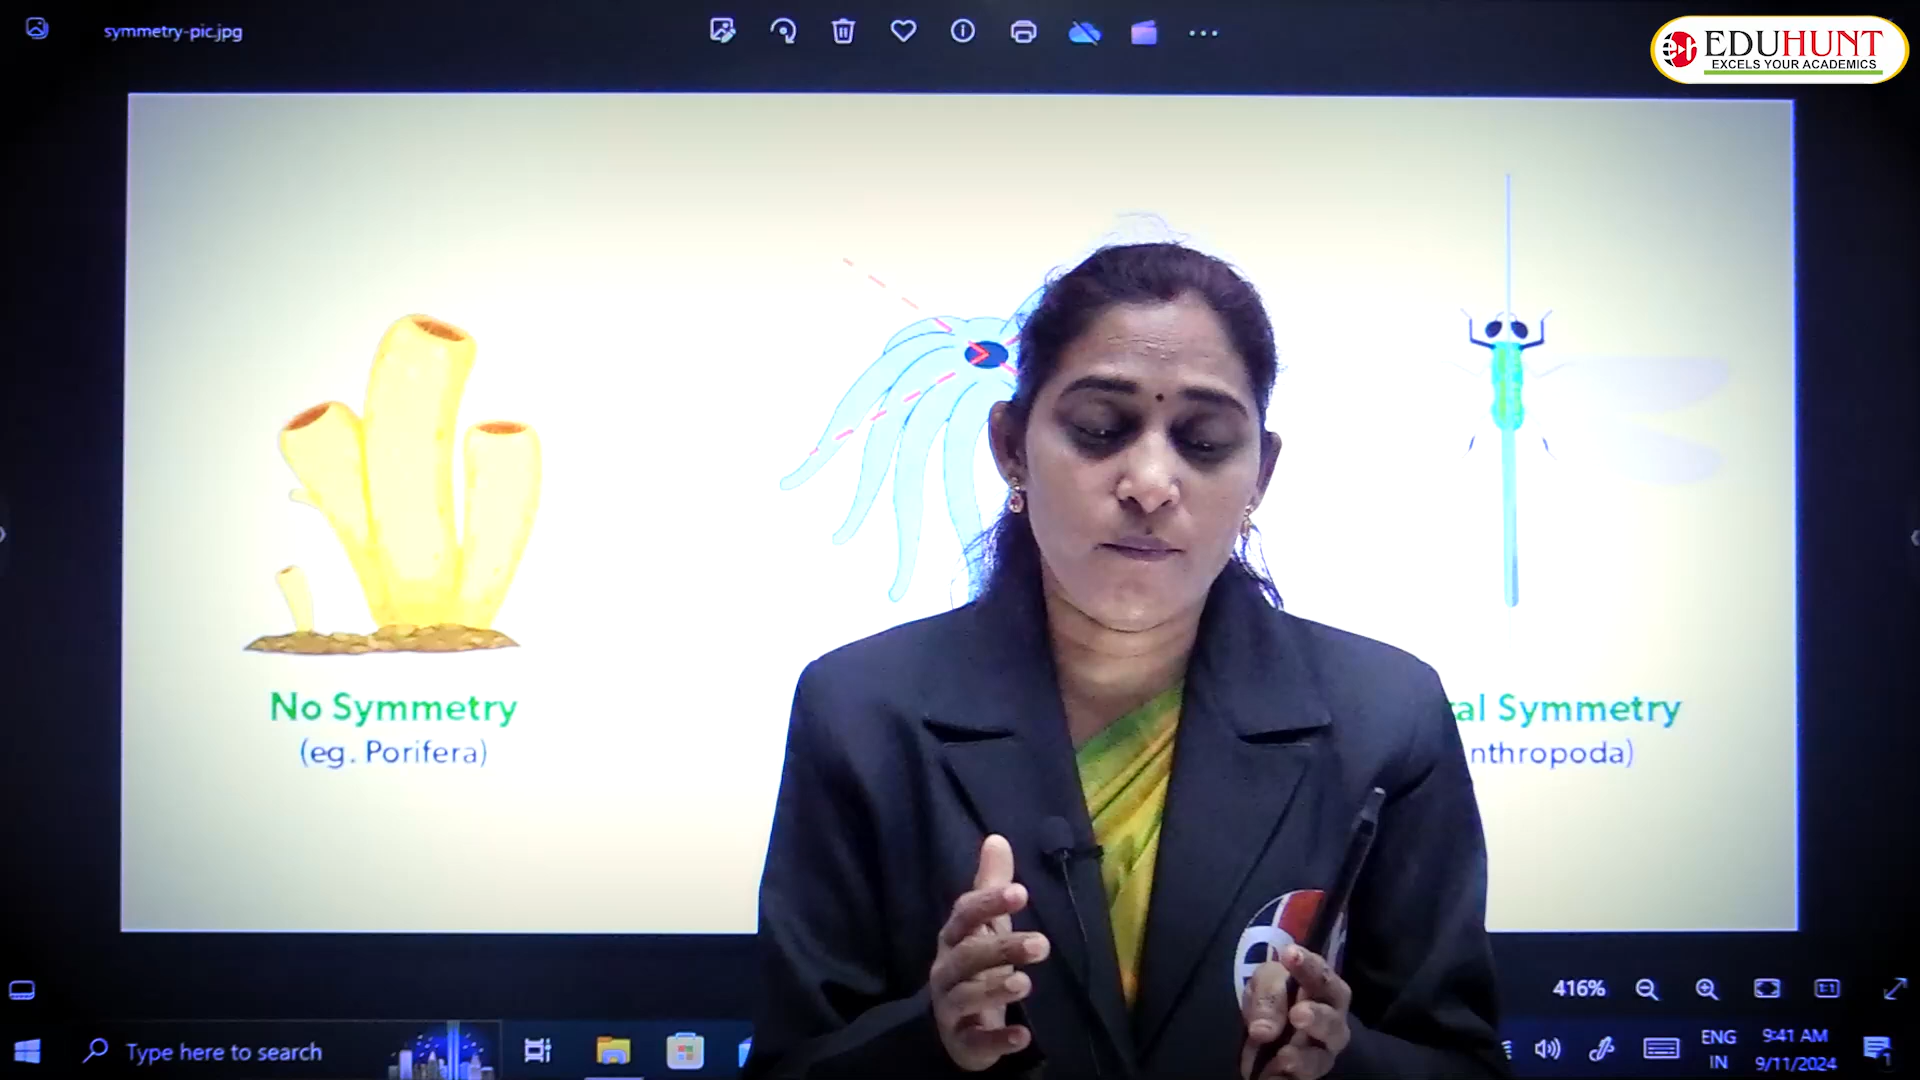 symmetry-pic.jpg
EDUHUNT
EXCELS YOUR ACADEMICS
No Symmetry
(eg. Porifera)
al Symmetry
nthropoda)
416%
Type here to search
ENG
IN
9:41 AM
9/11/2024